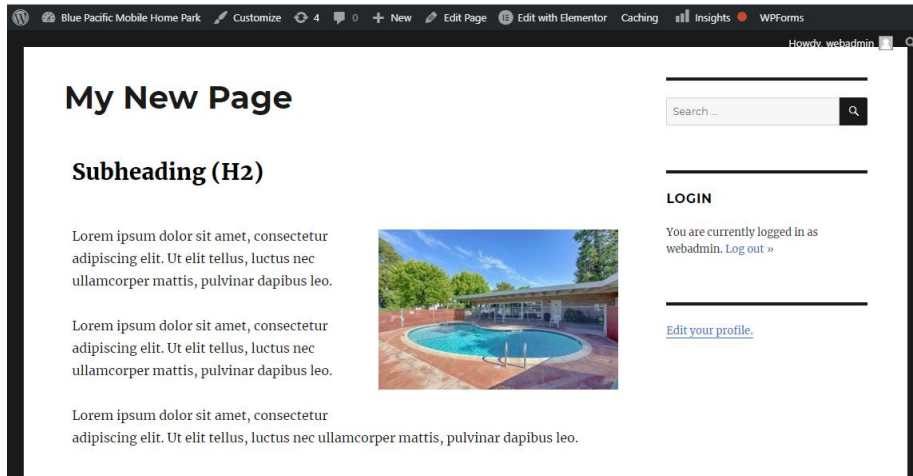 Blue Pacific Mobile Home Park Customize 4 0 New Edit Page Edit with Elementor Caching Insights WPForms
Howdy, webadmin
My New Page
Subheading (H2)
Lorem ipsum dolor sit amet, consectetur
adipiscing elit. Ut elit tellus, luctus nec
ullamcorper mattis, pulvinar dapibus leo.
Lorem ipsum dolor sit amet, consectetur
adipiscing elit. Ut elit tellus, luctus nec
ullamcorper mattis, pulvinar dapibus leo.
Lorem ipsum dolor sit amet, consectetur
adipiscing elit. Ut elit tellus, luctus nec ullamcorper mattis, pulvinar dapibus leo.
Search ...
LOGIN
You are currently logged in as
webadmin. Log out »
Edit your profile.